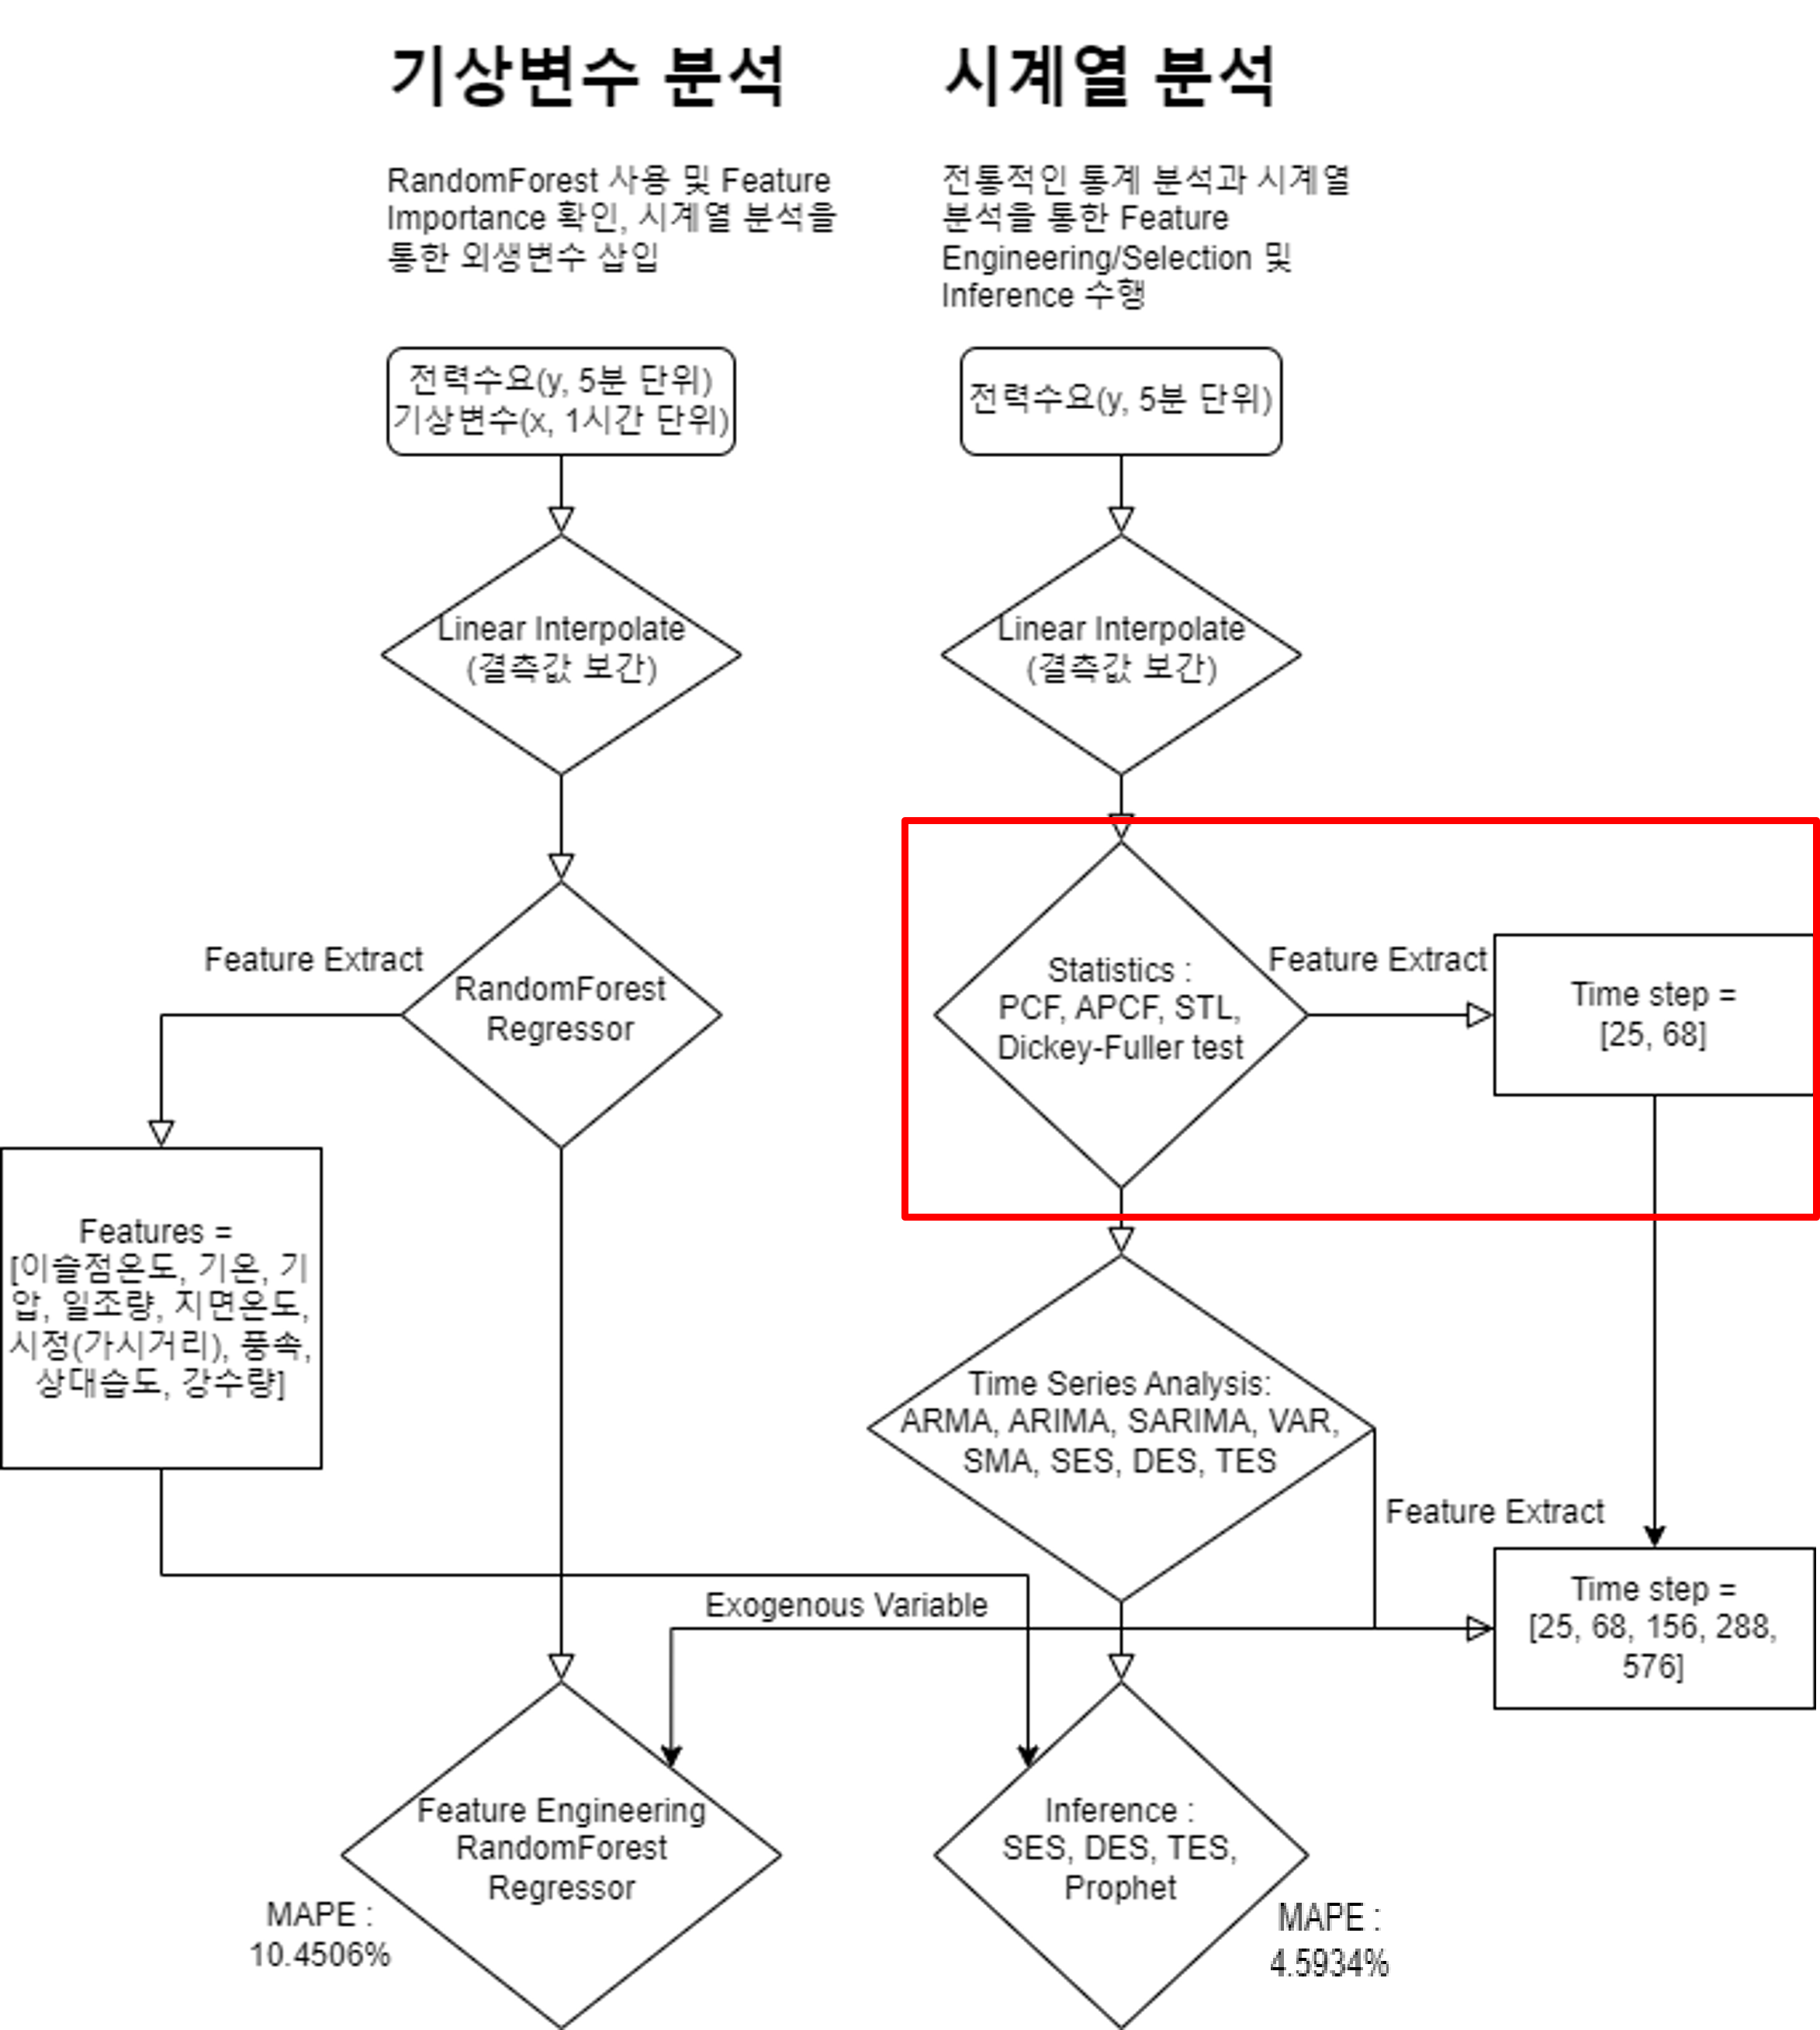 기상변수 분석
RandomForest 사용 및 Feature
Importance 확인, 시계열 분석을
통한 외생변수 삽입
전력수요(y, 5분 단위)
기상변수(x, 1시간 단위)
Linear Interpolate
(결측값 보간)
Feature Extract
RandomForest
Regressor
Features =
[이슬점온도, 기온, 기
압, 일조량, 지면온도,
시정(가시거리), 풍속,
상대습도, 강수량]
Feature Engineering
RandomForest
Regressor
MAPE :
10.4506%
시계열 분석
전통적인 통계 분석과 시계열
분석을 통한 Feature
Engineering/Selection 및
Inference 수행
전력수요(y, 5분 단위)
Linear Interpolate
(결측값 보간)
Statistics :
PCF, APCF, STL,
Dickey-Fuller test
Feature Extract
Time step =
[25, 68]
Time Series Analysis:
ARMA, ARIMA, SARIMA, VAR,
SMA, SES, DES, TES
Feature Extract
Exogenous Variable
Time step =
[25, 68, 156, 288,
576]
Inference :
SES, DES, TES,
Prophet
MAPE :
4.5934%